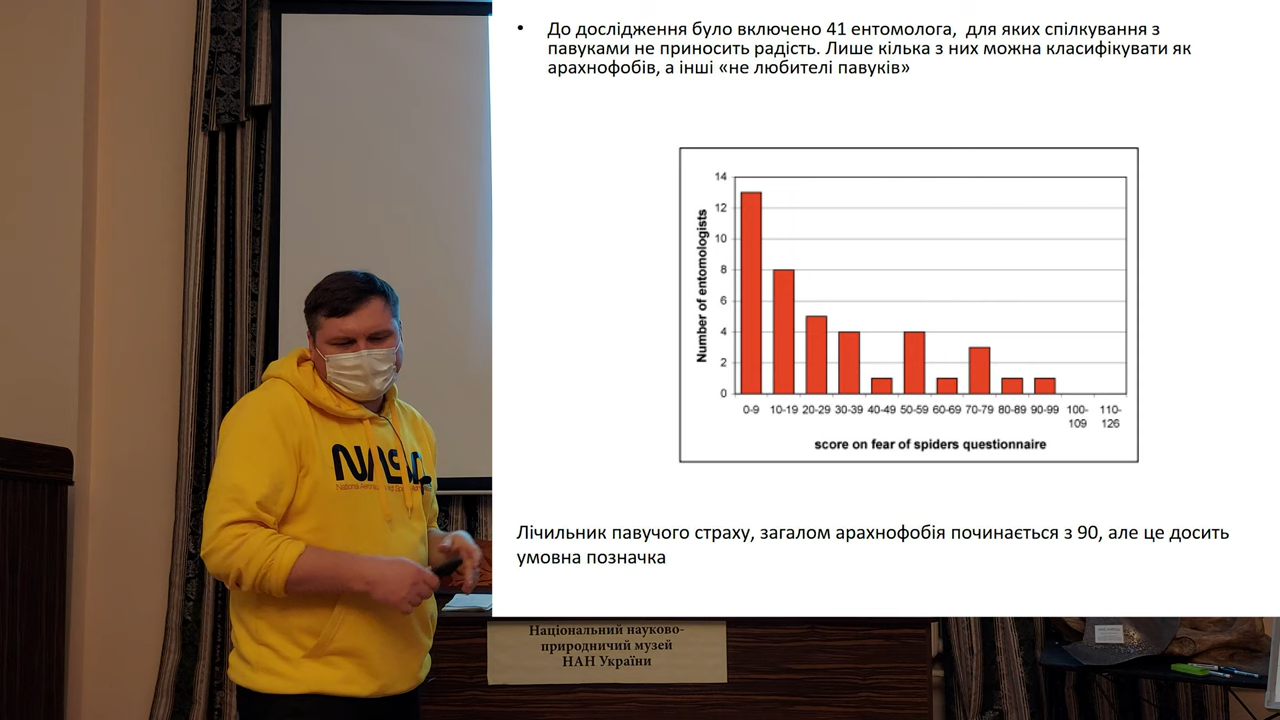 • До дослідження було включено 41 ентомолога, для яких спілкування з
павуками не приносить радість. Лише кілька з них можна класифікувати як
арахнофобів, а інші «не любителі павуків»
Number of entomologists
14
12
10
8
6
4
2
0
0-9 10-19 20-29 30-39 40-49 50-59 60-69 70-79 80-89 90-99 100-109 110-126
score on fear of spiders questionnaire
Лічильник павучого страху, загалом арахнофобія починається з 90, але це досить
умовна позначка
NASA
Національний науково-
природничий музей
НАН України